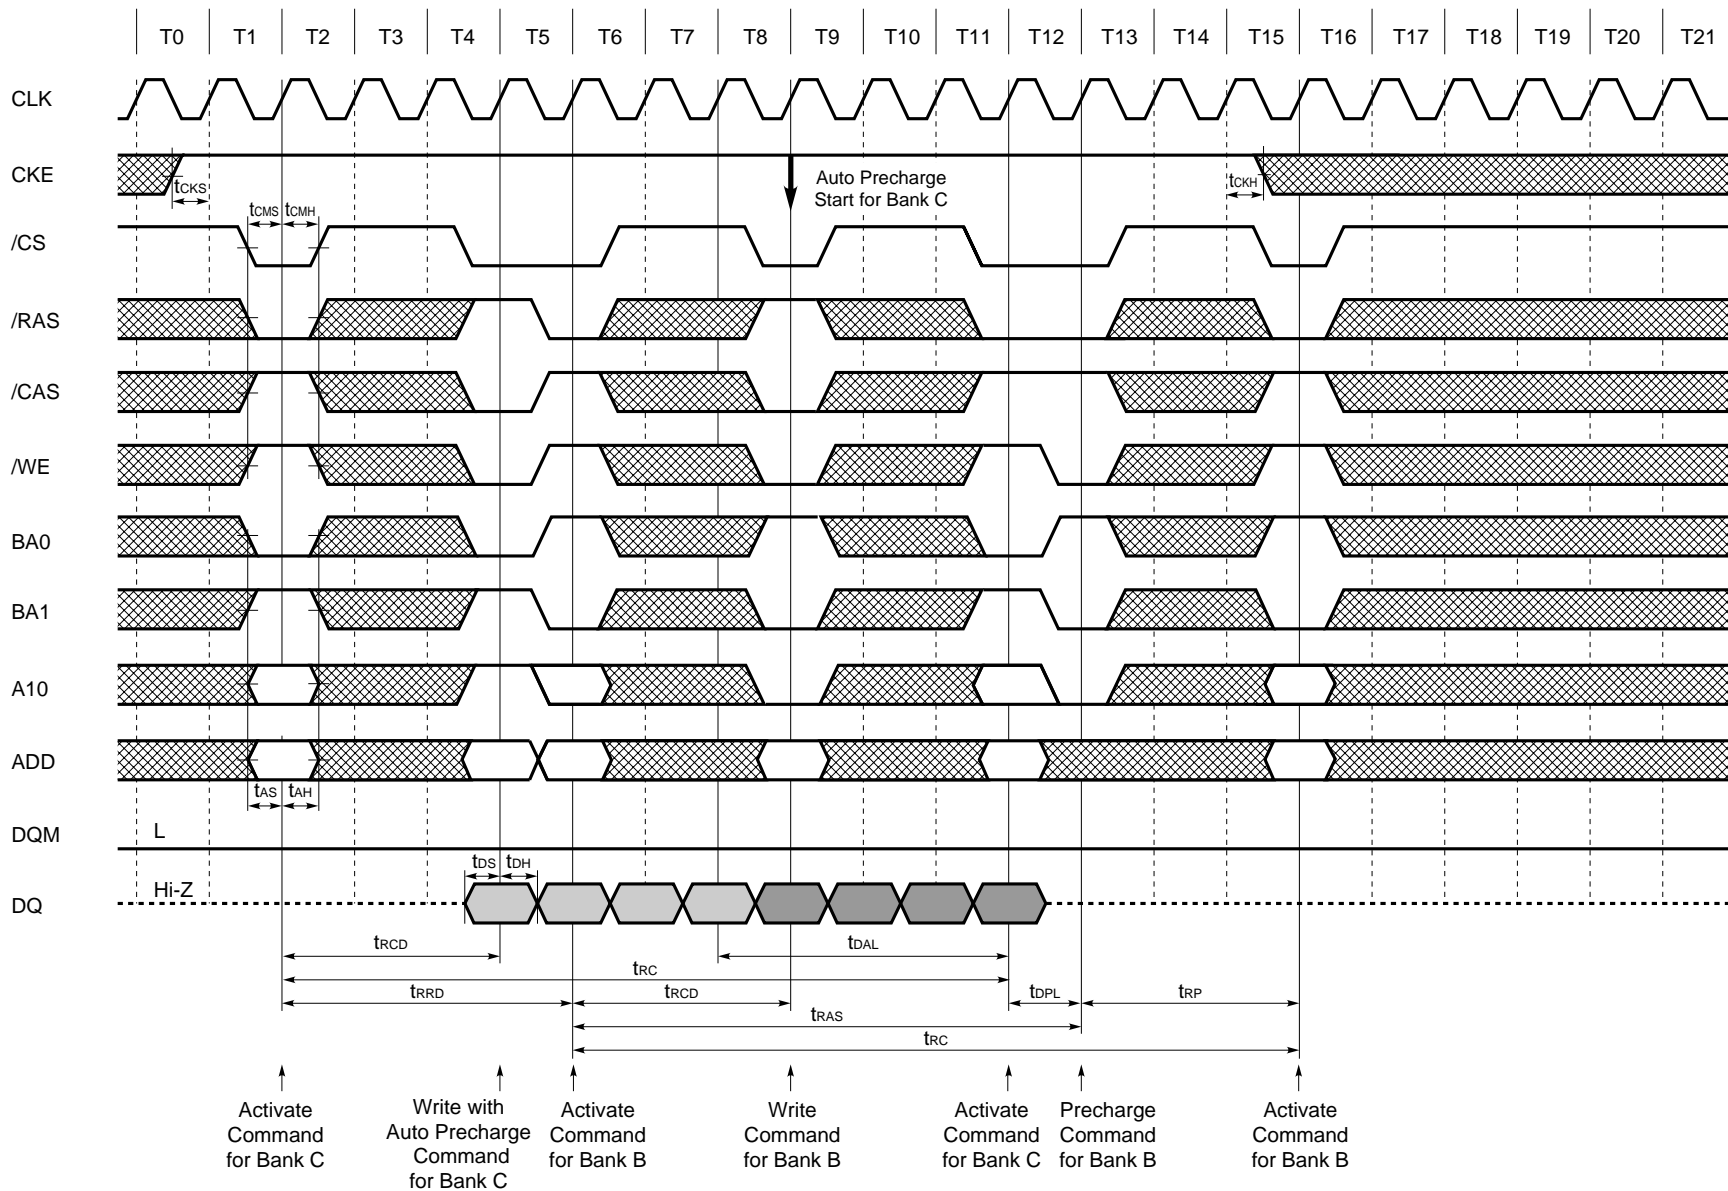 T0 T1 T2 T3 T4 T5 T6 T7 T8 T9 T10 T11 T12 T13 T14 T15 T16 T17 T18 T19 T20 T21
CLK
CKE
tCKS
Auto Precharge
Start for Bank C
tCKH
tCMS tCMH
/CS
/RAS
/CAS
/WE
BA0
BA1
A10
ADD
tAS tAH
DQM
L
DQ
Hi-Z
tDS tDH
tRCD tDAL
tRC
tRRD tRCD tDPL tRP
tRAS
tRC
Activate
Command
for Bank C
Write with
Auto Precharge
Command
for Bank C
Activate
Command
for Bank B
Write
Command
for Bank B
Activate
Command
for Bank C
Precharge
Command
for Bank B
Activate
Command
for Bank B